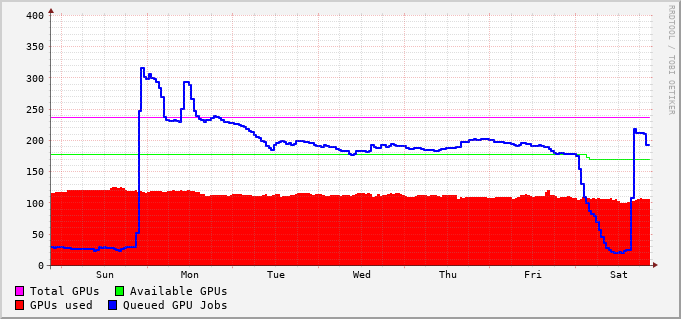 400
350
300
250
200
150
100
50
0
Sun Mon Tue Wed Thu Fri Sat
Total GPUs Available GPUs
GPUs used Queued GPU Jobs
RRDTOOL / TOBI OETIKER